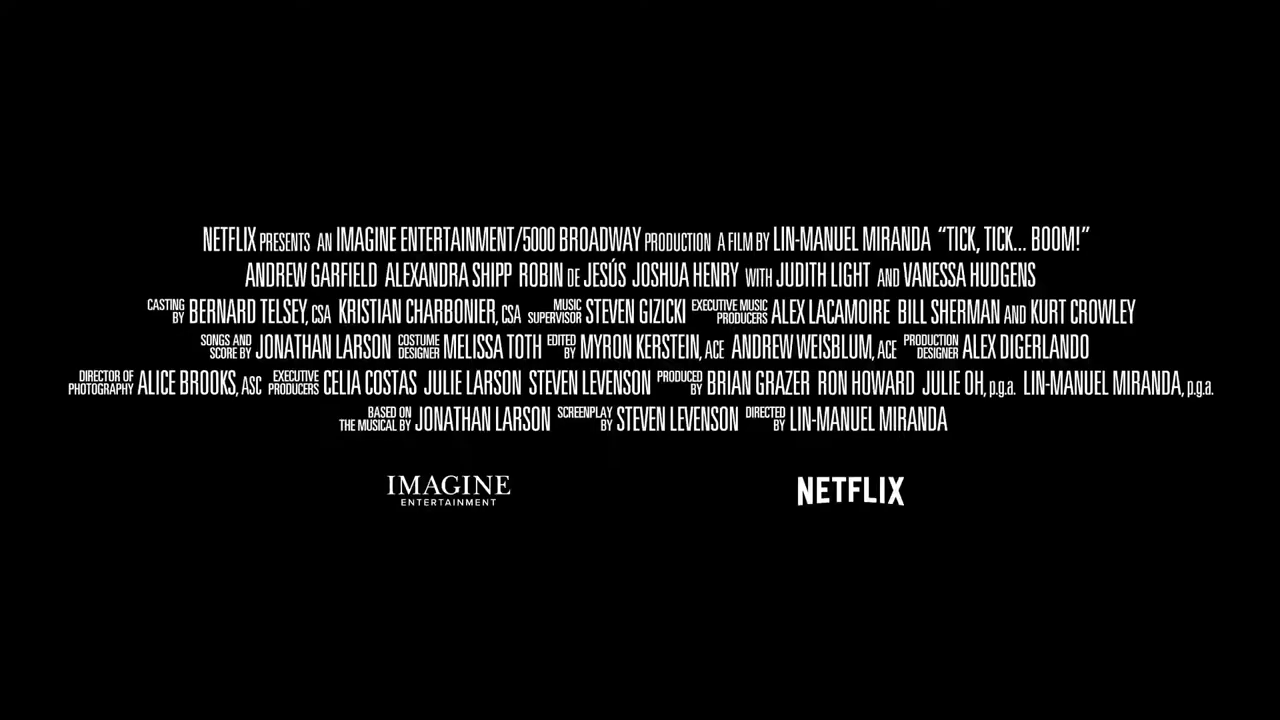 NETFLIX PRESENTS AN IMAGINE ENTERTAINMENT/5000 BROADWAY PRODUCTION A FILM BY LIN-MANUEL MIRANDA “TICK, TICK... BOOM!”
ANDREW GARFIELD ALEXANDRA SHIPP ROBIN DE JESÚS JOSHUA HENRY WITH JUDITH LIGHT AND VANESSA HUDGENS
CASTING BY BERNARD TELSEY, CSA KRISTIAN CHARBONIER, CSA MUSIC SUPERVISOR STEVEN GIZICKI EXECUTIVE MUSIC PRODUCERS ALEX LACAMOIRE BILL SHERMAN AND KURT CROWLEY
SONGS AND SCORE BY JONATHAN LARSON COSTUME DESIGNER MELISSA TOTH EDITED BY MYRON KERSTEIN, ACE ANDREW WEISBLUM, ACE PRODUCTION DESIGNER ALEX DIGERLANDO
DIRECTOR OF PHOTOGRAPHY ALICE BROOKS, ASC EXECUTIVE PRODUCERS CELIA COSTAS JULIE LARSON STEVEN LEVENSON PRODUCED BY BRIAN GRAZER RON HOWARD JULIE OH, p.g.a. LIN-MANUEL MIRANDA, p.g.a.
BASED ON THE MUSICAL BY JONATHAN LARSON SCREENPLAY BY STEVEN LEVENSON DIRECTED BY LIN-MANUEL MIRANDA
IMAGINE
ENTERTAINMENT
NETFLIX